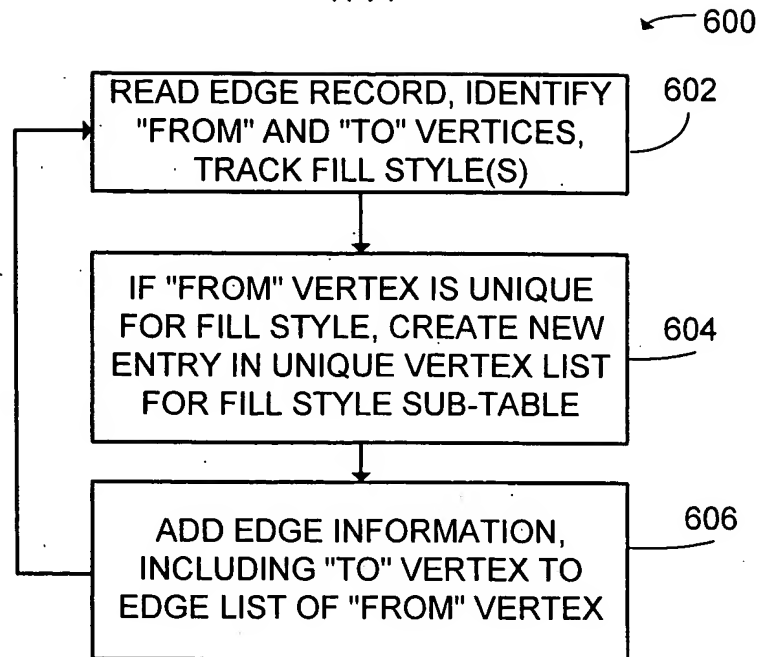 600
READ EDGE RECORD, IDENTIFY
"FROM" AND "TO" VERTICES,
TRACK FILL STYLE(S)
602
IF "FROM" VERTEX IS UNIQUE
FOR FILL STYLE, CREATE NEW
ENTRY IN UNIQUE VERTEX LIST
FOR FILL STYLE SUB-TABLE
604
ADD EDGE INFORMATION,
INCLUDING "TO" VERTEX TO
EDGE LIST OF "FROM" VERTEX
606